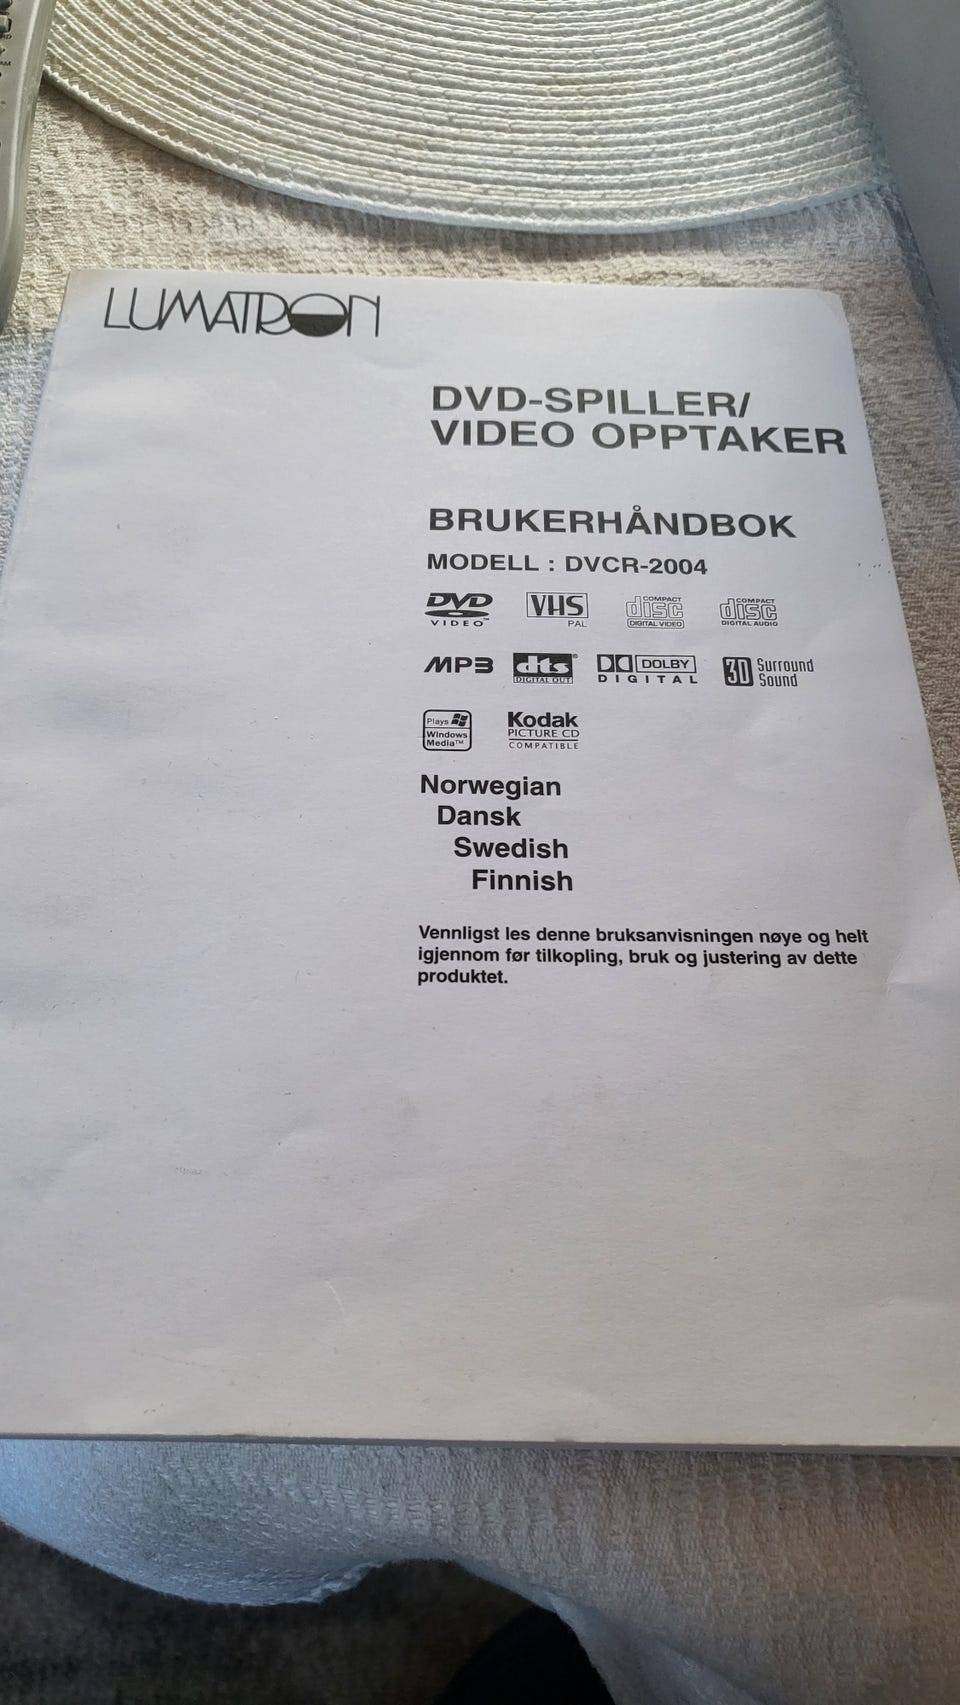 LUMATRON
DVD-SPILLER/
VIDEO OPPTAKER
BRUKERHÅNDBOK
MODELL : DVCR-2004
DVD VIDEO™
VHS PAL
COMPACT disc DIGITAL VIDEO
COMPACT disc DIGITAL AUDIO
MP3
dts® DIGITAL OUT
DOLBY DIGITAL
3D Surround Sound
Plays Windows Media™
Kodak PICTURE CD COMPATIBLE
Norwegian
Dansk
Swedish
Finnish
Vennligst les denne bruksanvisningen nøye og helt
igjennom før tilkopling, bruk og justering av dette
produktet.